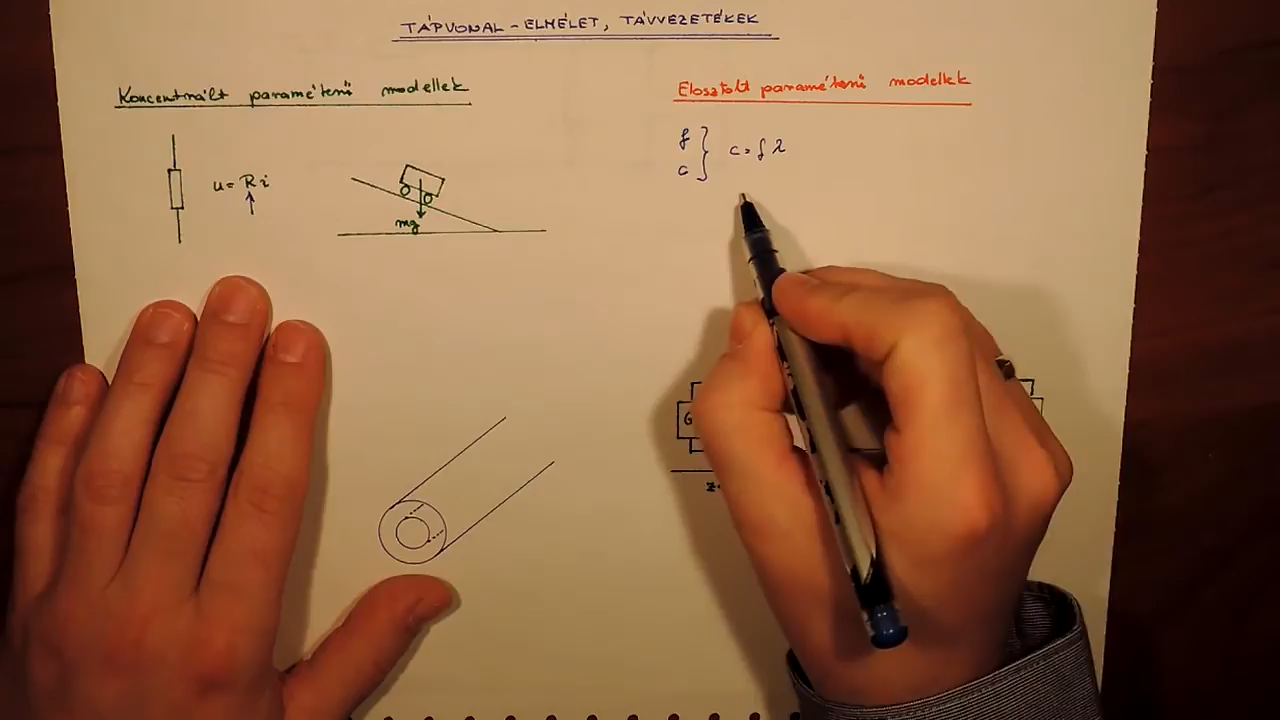 TÁPVONAL - ELMÉLET, TÁVVEZETÉKEK
Koncentrált paraméterű modellek
u = R i
mg
Elosztott paraméterű modellek
f
c
c = f λ
G